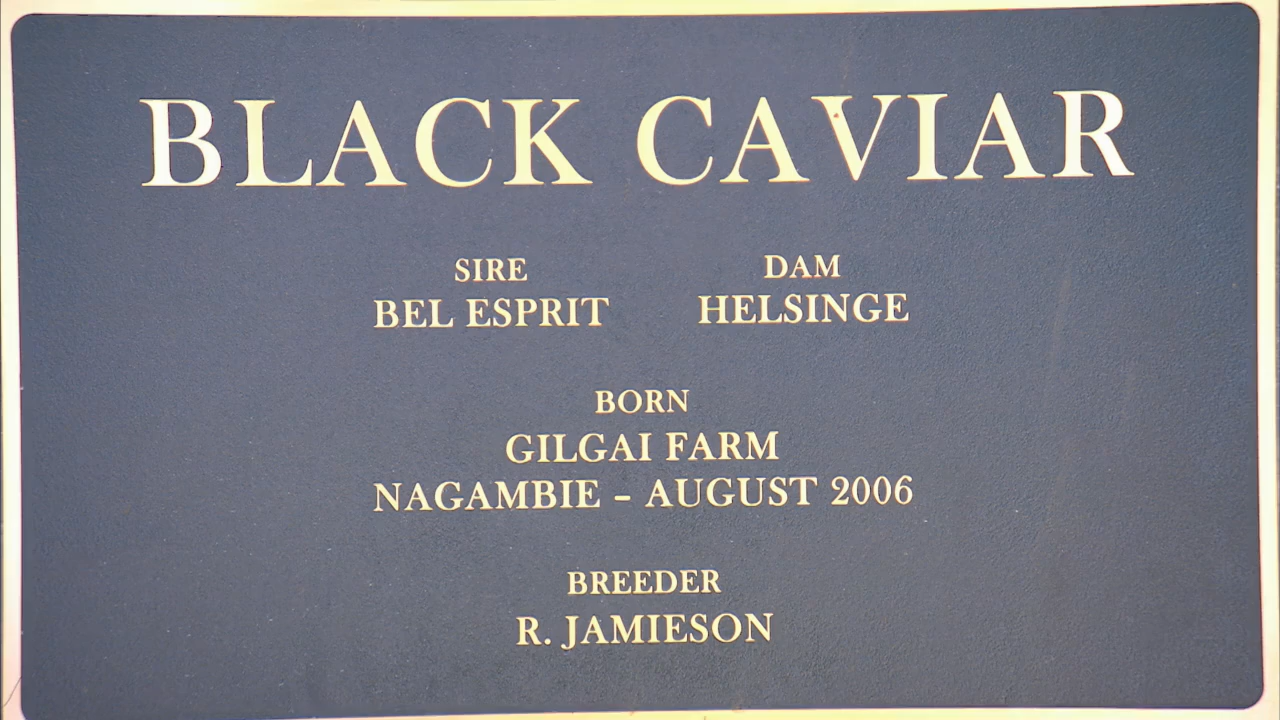 BLACK CAVIAR
SIRE DAM
BEL ESPRIT HELSINGE
BORN
GILGAI FARM
NAGAMBIE – AUGUST 2006
BREEDER
R. JAMIESON